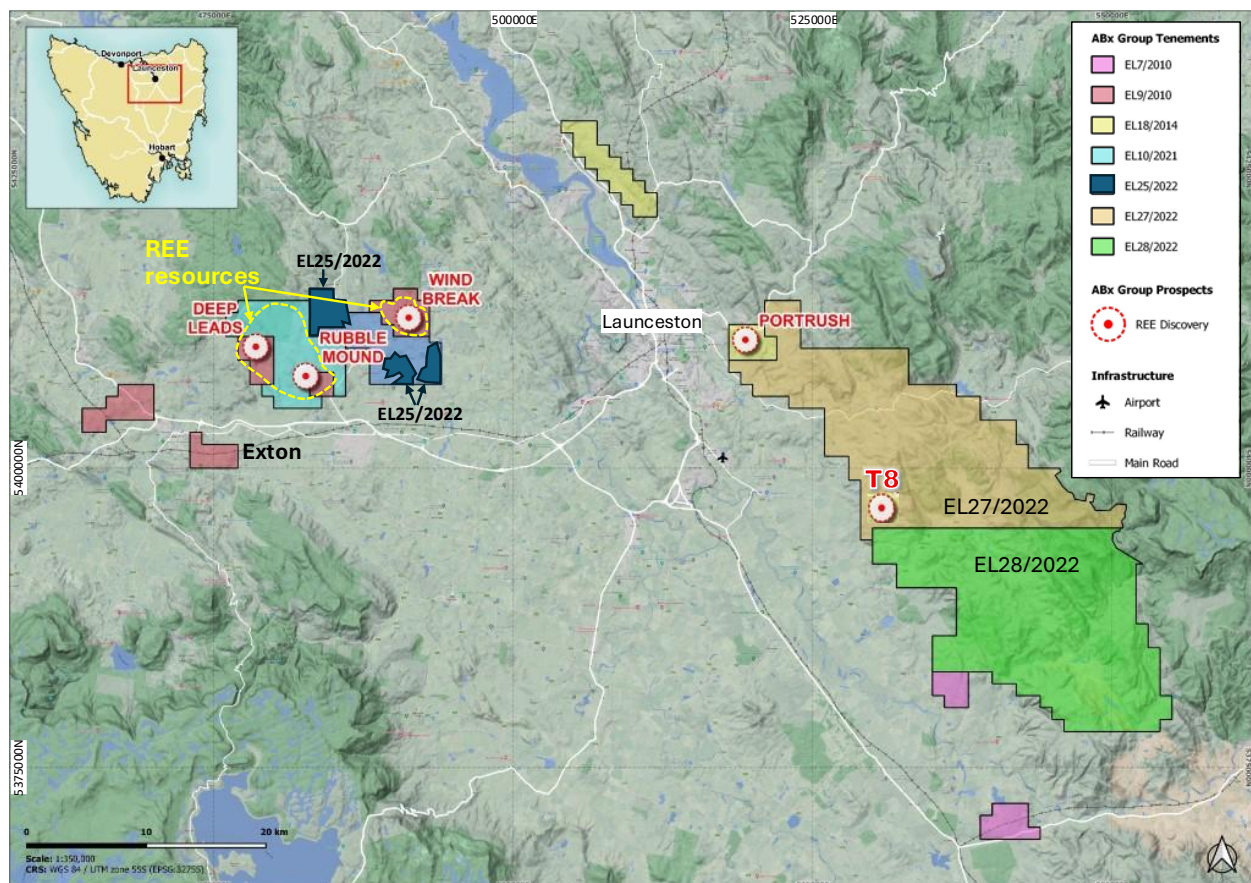 475000E
500000E
525000E
550000E
Devonport
Launceston
Hobart
5425000N
REE
resources
EL25/2022
DEEP
LEADS
WIND
BREAK
RUBBLE
MOUND
EL25/2022
Exton
Launceston
PORTRUSH
T8
EL27/2022
EL28/2022
5400000N
5375000N
ABx Group Tenements
EL7/2010
EL9/2010
EL18/2014
EL10/2021
EL25/2022
EL27/2022
EL28/2022
ABx Group Prospects
REE Discovery
Infrastructure
Airport
Railway
Main Road
0 10 20 km
Scale: 1:350,000
CRS: WGS 84 / UTM zone 55S (EPSG:32755)